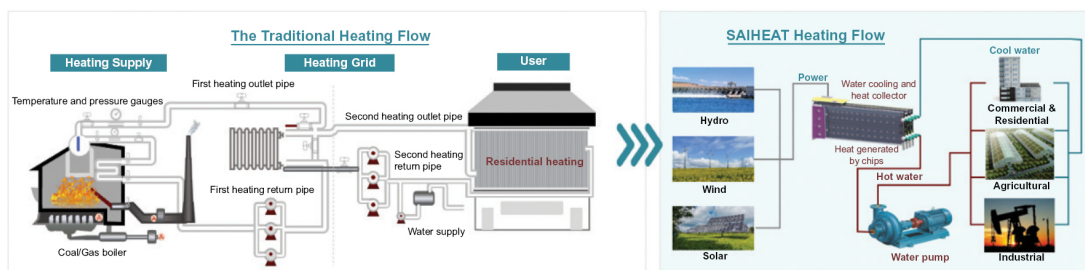 The Traditional Heating Flow
Heating Supply
Heating Grid
User
First heating outlet pipe
Temperature and pressure gauges
Second heating outlet pipe
Second heating
return pipe
Residential heating
First heating return pipe
Water supply
Coal/Gas boiler
SAIHEAT Heating Flow
Cool water
Power
Water cooling and
heat collector
Hydro
Commercial &
Residential
Heat generated
by chips
Wind
Hot water
Agricultural
Solar
Water pump
Industrial